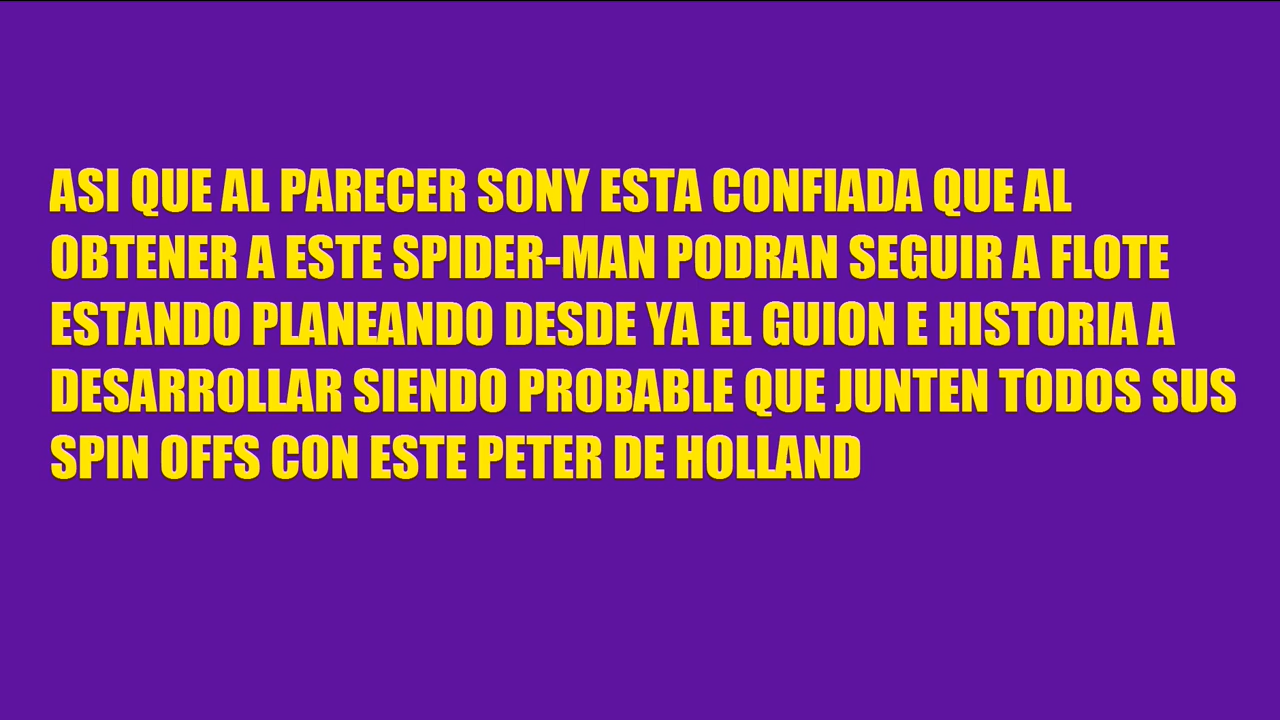 ASI QUE AL PARECER SONY ESTA CONFIADA QUE AL
OBTENER A ESTE SPIDER-MAN PODRAN SEGUIR A FLOTE
ESTANDO PLANEANDO DESDE YA EL GUION E HISTORIA A
DESARROLLAR SIENDO PROBABLE QUE JUNTEN TODOS SUS
SPIN OFFS CON ESTE PETER DE HOLLAND